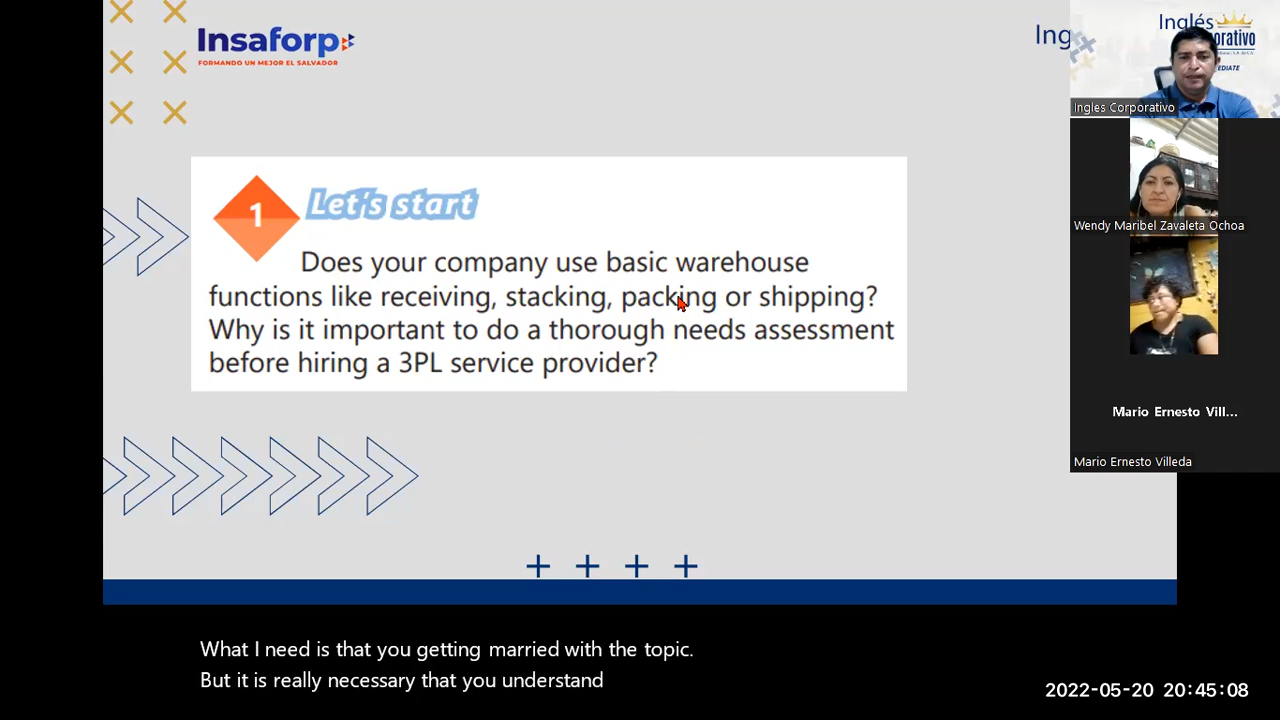 Insaforp
FORMANDO UN MEJOR EL SALVADOR
Ing
Inglés
orativo
EDIATE
Ingles Corporativo
Wendy Maribel Zavaleta Ochoa
Mario Ernesto Vill...
Mario Ernesto Villeda
1
Let's start
Does your company use basic warehouse
functions like receiving, stacking, packing or shipping?
Why is it important to do a thorough needs assessment
before hiring a 3PL service provider?
What I need is that you getting married with the topic.
But it is really necessary that you understand
2022-05-20 20:45:08